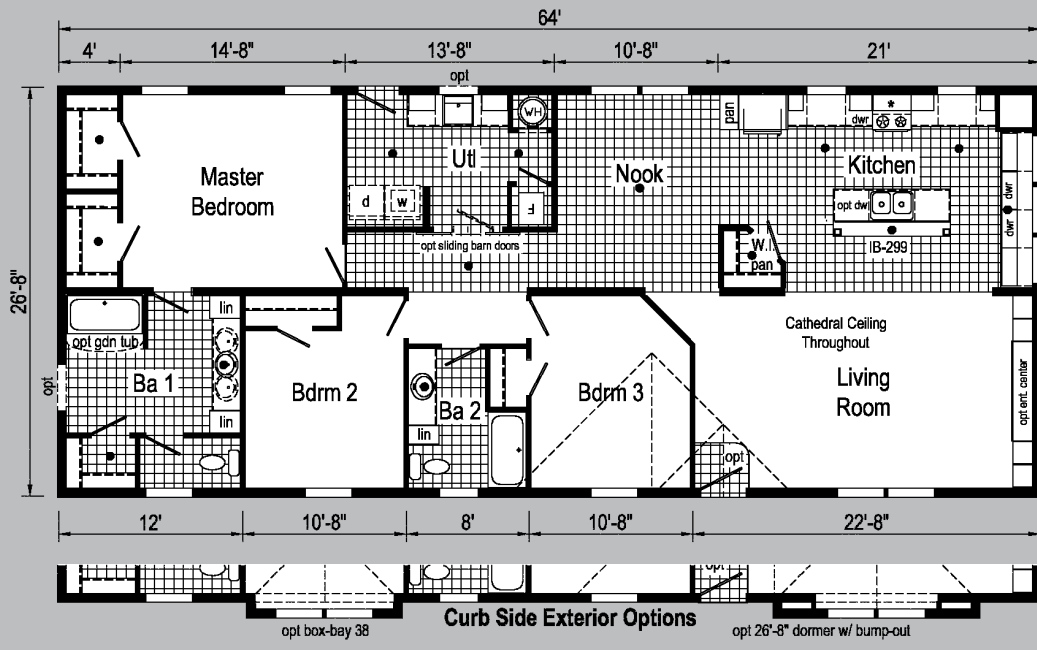 64'
4'
14'-8"
13'-8"
10'-8"
21'
opt
26'-8"
Master
Bedroom
Utl
WH
d
w
F
opt sliding barn doors
Nook
pan
dwr
Kitchen
opt dw
IB-299
dwr
dwr
W.I.
pan
lin
opt gdn tub
opt
Ba 1
lin
Bdrm 2
Ba 2
lin
Bdrm 3
Cathedral Ceiling
Throughout
Living
Room
opt ent. center
opt
12'
10'-8"
8'
10'-8"
22'-8"
opt
Curb Side Exterior Options
opt box-bay 38
opt 26'-8" dormer w/ bump-out